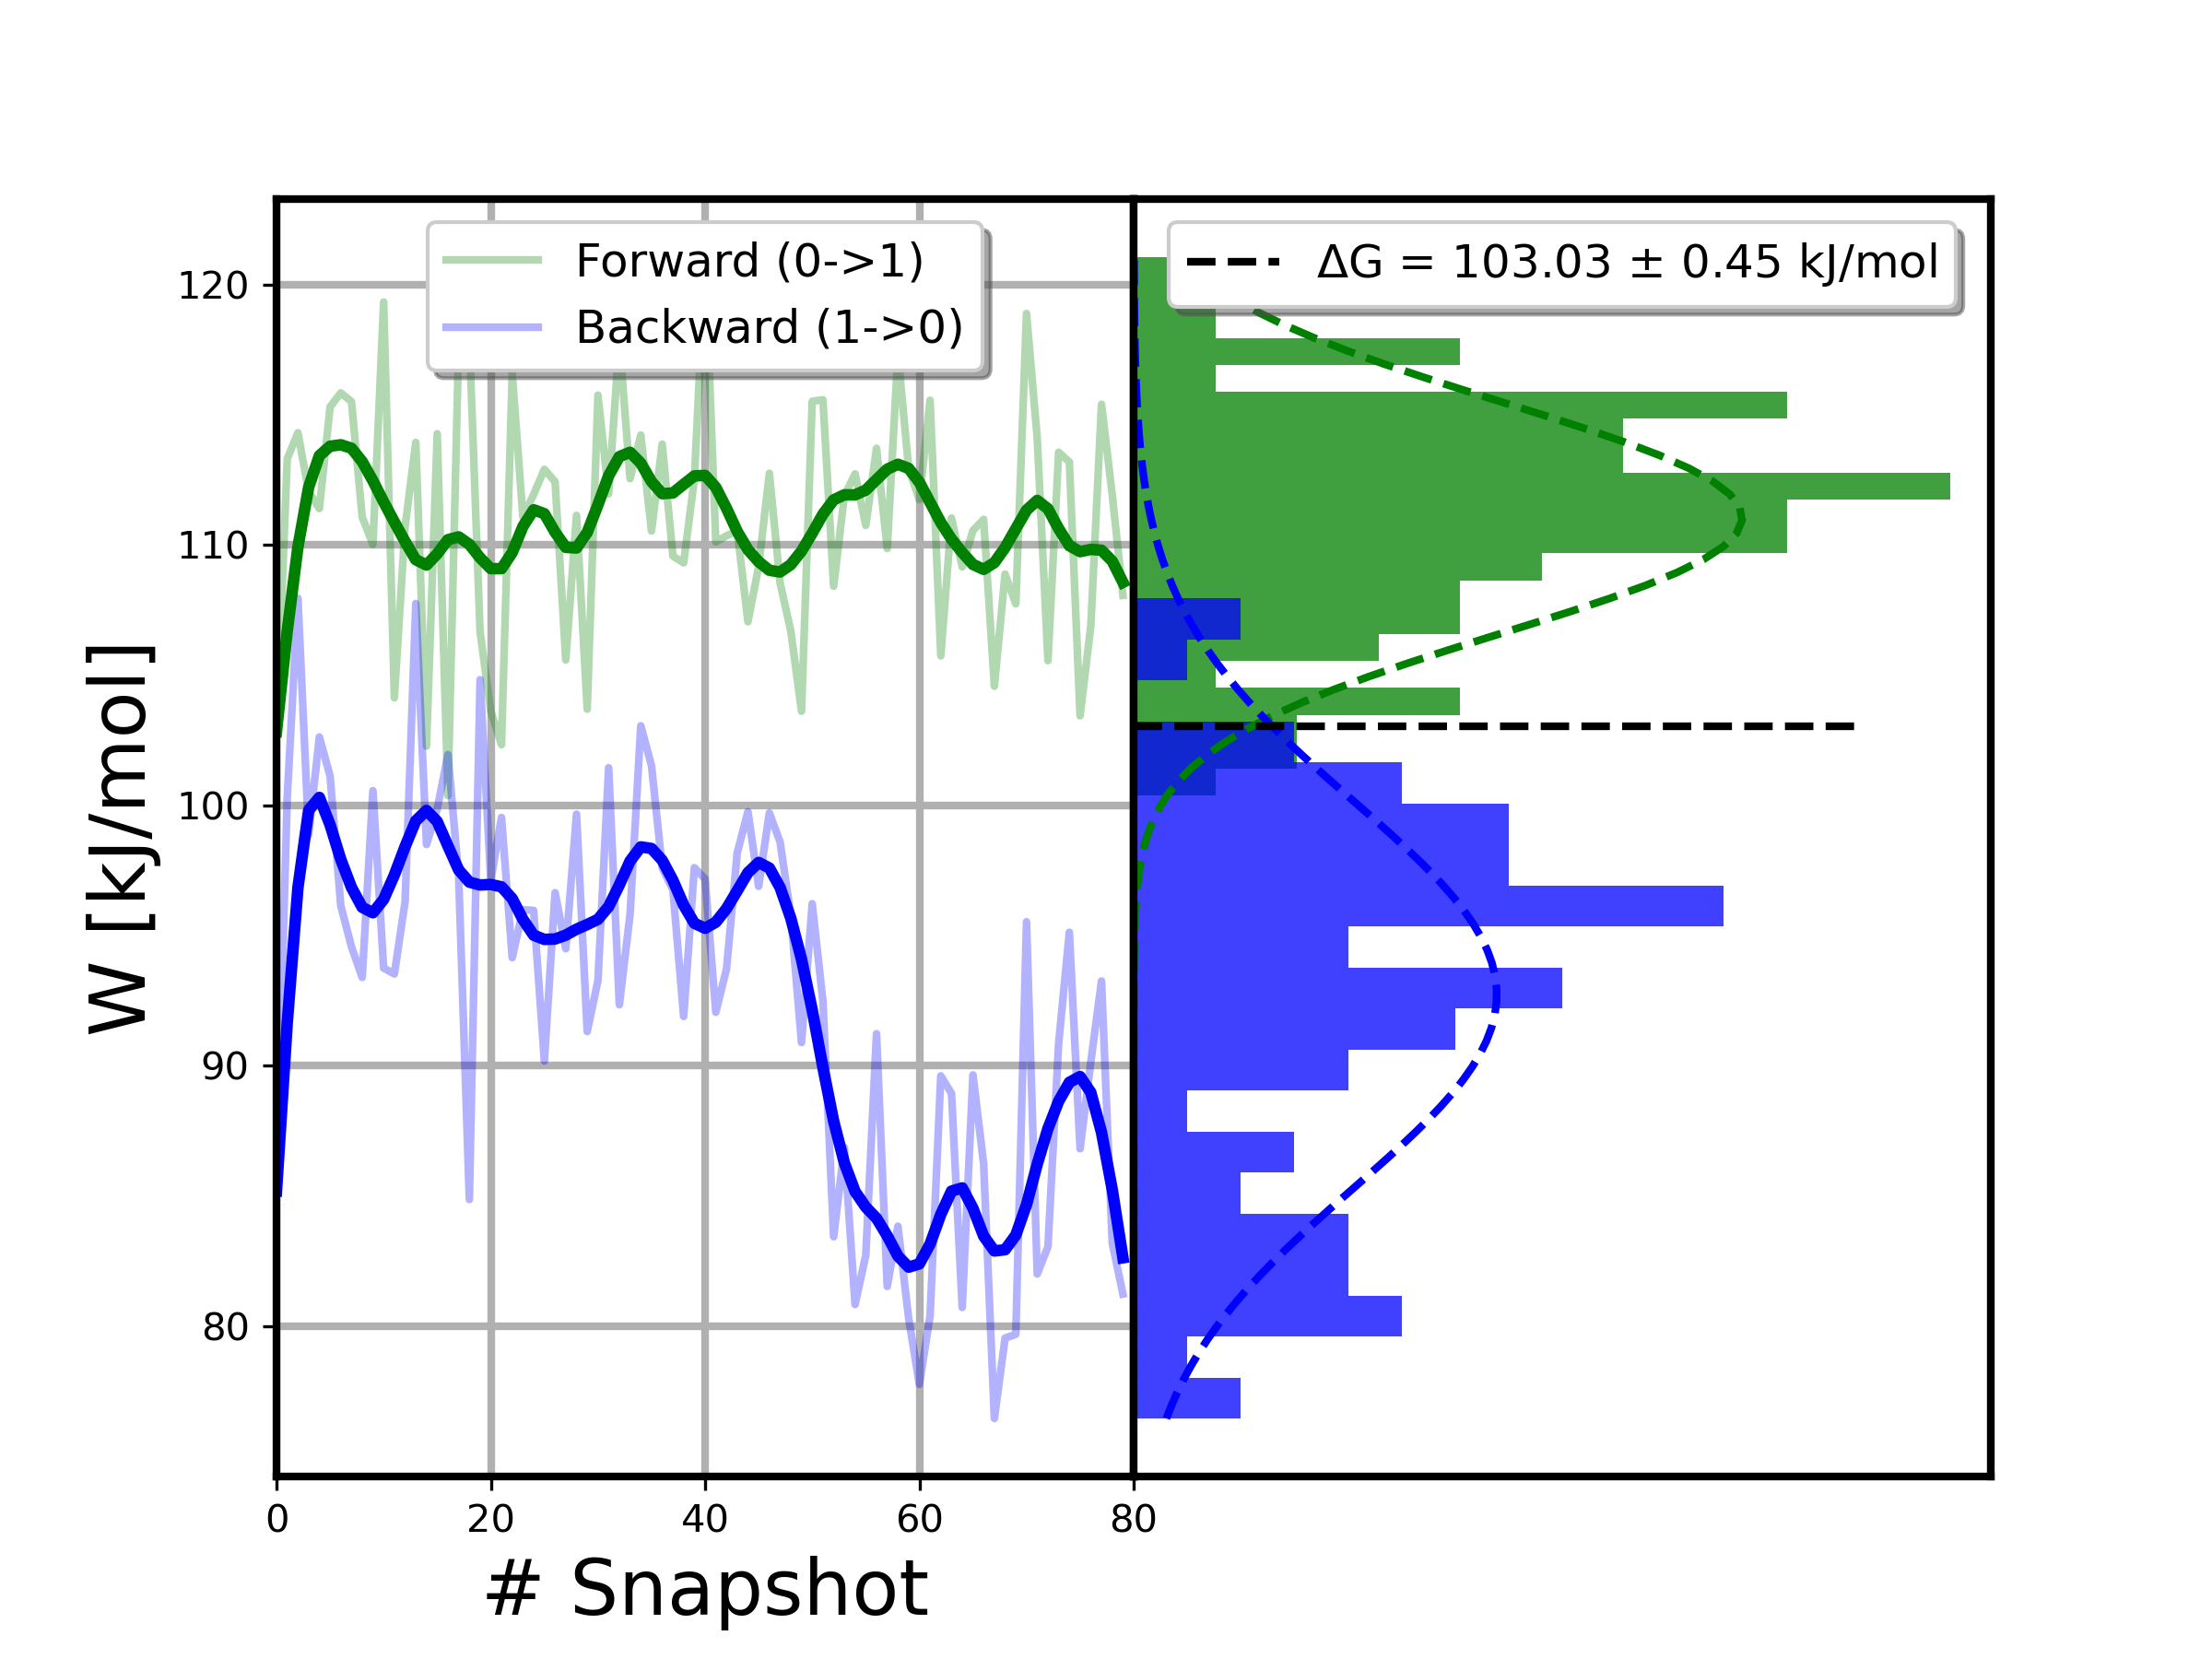 Forward (0->1)
Backward (1->0)
ΔG = 103.03 ± 0.45 kJ/mol
120
110
100
90
80
W [kJ/mol]
0 20 40 60 80
# Snapshot